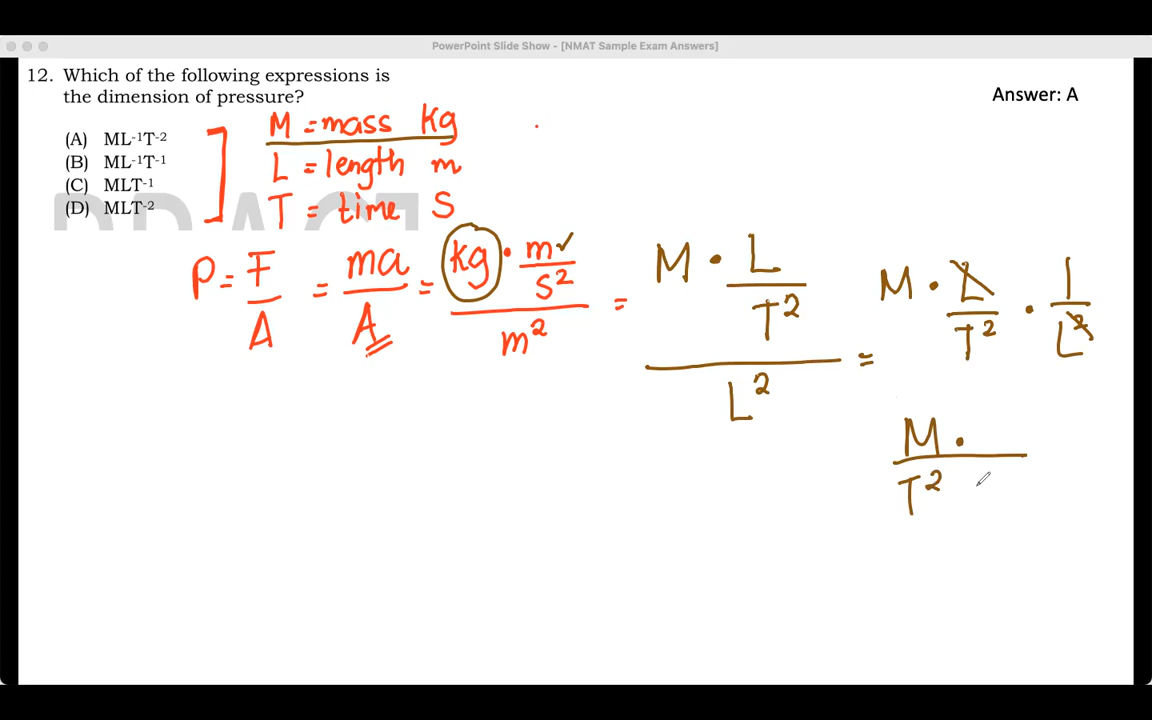 PowerPoint Slide Show - [NMAT Sample Exam Answers]
12. Which of the following expressions is
the dimension of pressure?
Answer: A
(A) ML-1T-2
(B) ML-1T-1
(C) MLT-1
(D) MLT-2
M = mass kg
L = length m
T = time s
P = F/A = ma/A = (kg · m/s²)/m² = (M · L/T²)/L² = M · L/T² · 1/L²
M ·
T²